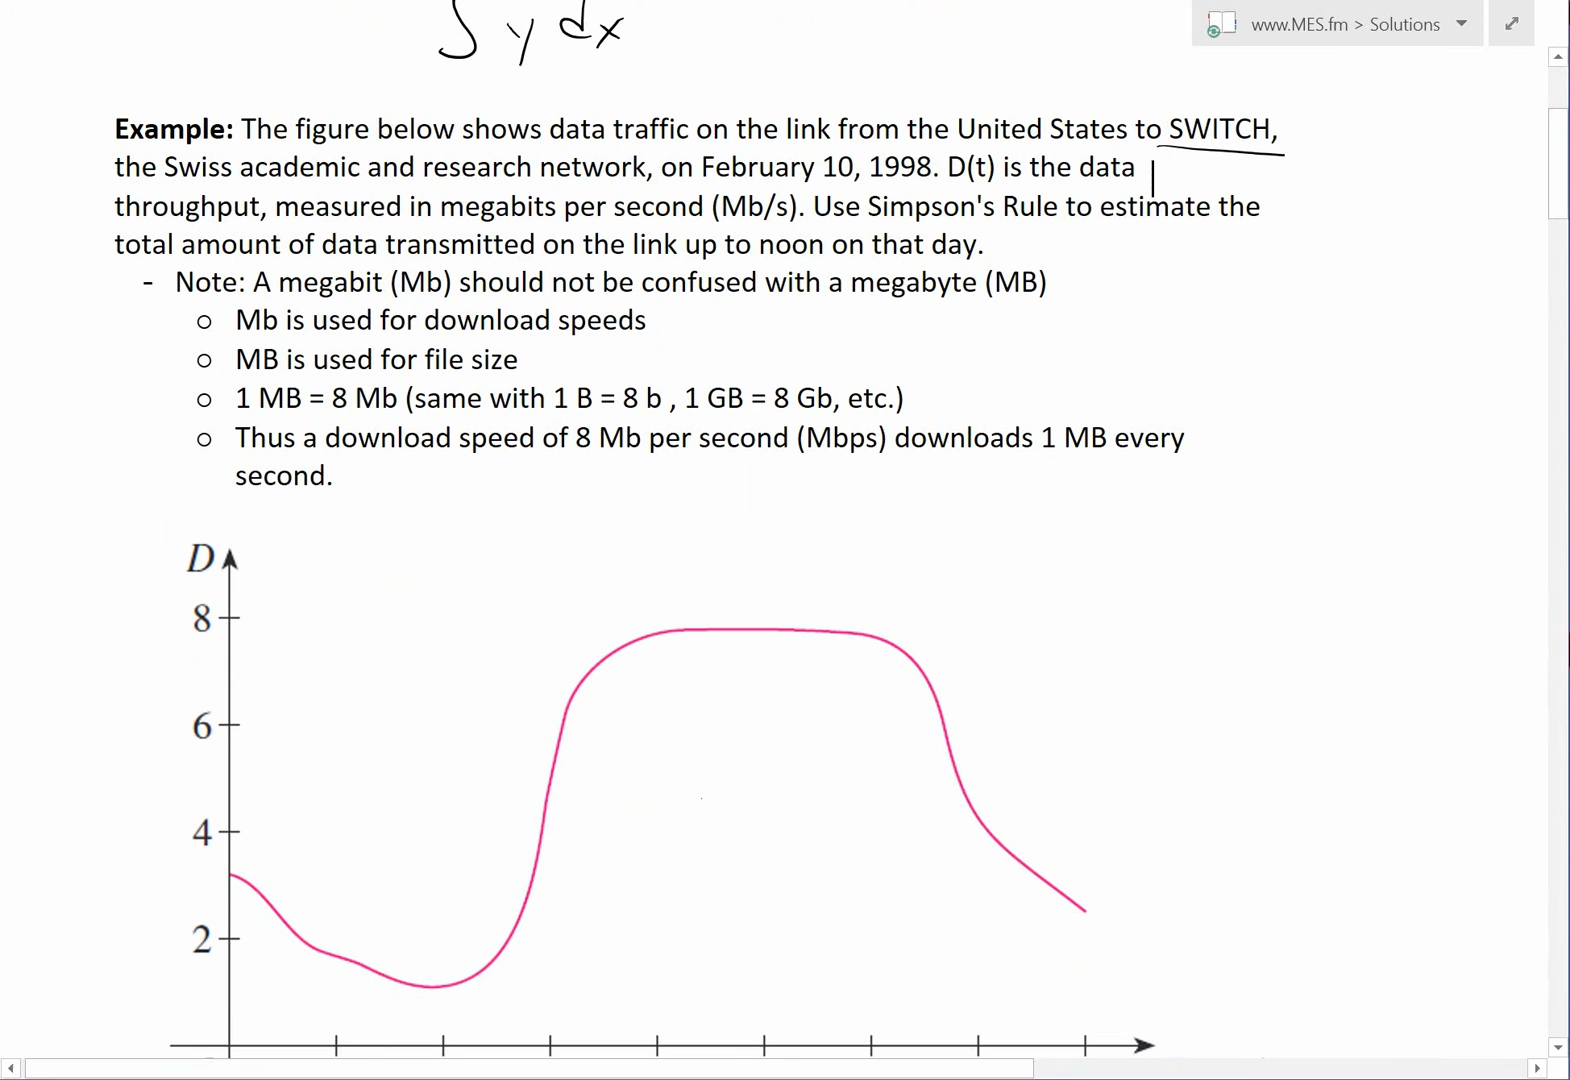 ∫ y dx
www.MES.fm > Solutions
Example: The figure below shows data traffic on the link from the United States to SWITCH,
the Swiss academic and research network, on February 10, 1998. D(t) is the data
throughput, measured in megabits per second (Mb/s). Use Simpson's Rule to estimate the
total amount of data transmitted on the link up to noon on that day.
- Note: A megabit (Mb) should not be confused with a megabyte (MB)
○ Mb is used for download speeds
○ MB is used for file size
○ 1 MB = 8 Mb (same with 1 B = 8 b , 1 GB = 8 Gb, etc.)
○ Thus a download speed of 8 Mb per second (Mbps) downloads 1 MB every
second.
D
8
6
4
2